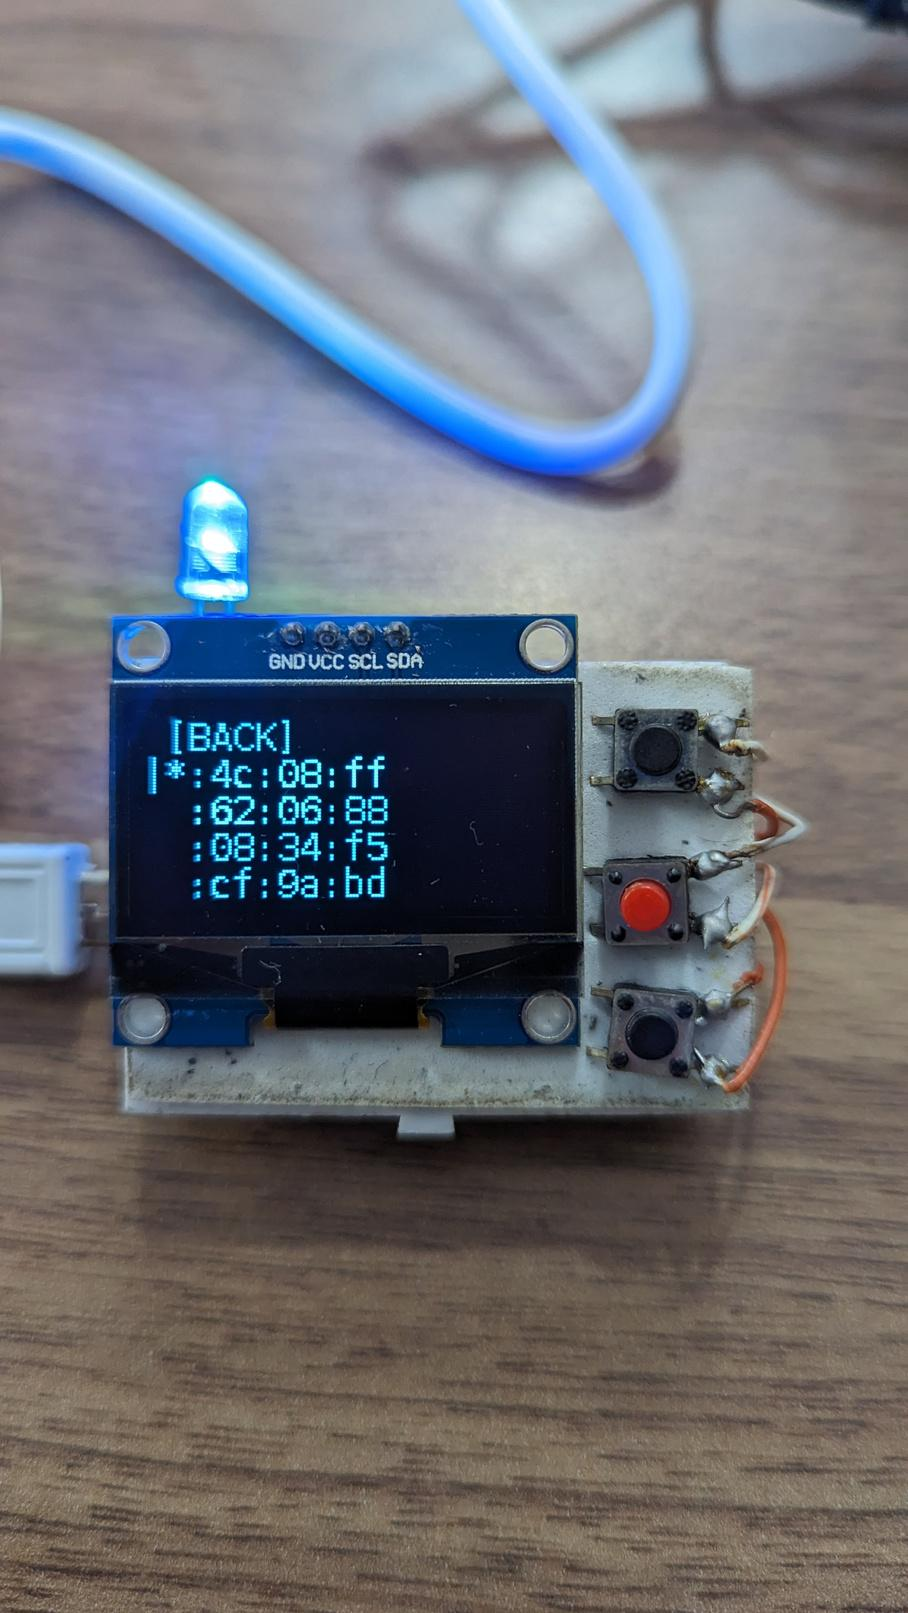 GND VCC SCL SDA
[BACK]
|*:4c:08:ff
:62:06:88
:08:34:f5
:cf:9a:bd